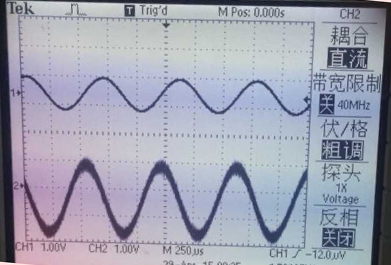 Tek T Trig'd M Pos: 0.000s CH2
耦合
直流
带宽限制
关 40MHz
伏/格
粗调
探头
1X
Voltage
反相
关闭
1
2
CH1 1.00V CH2 1.00V M 250us CH1 / -12.0uV